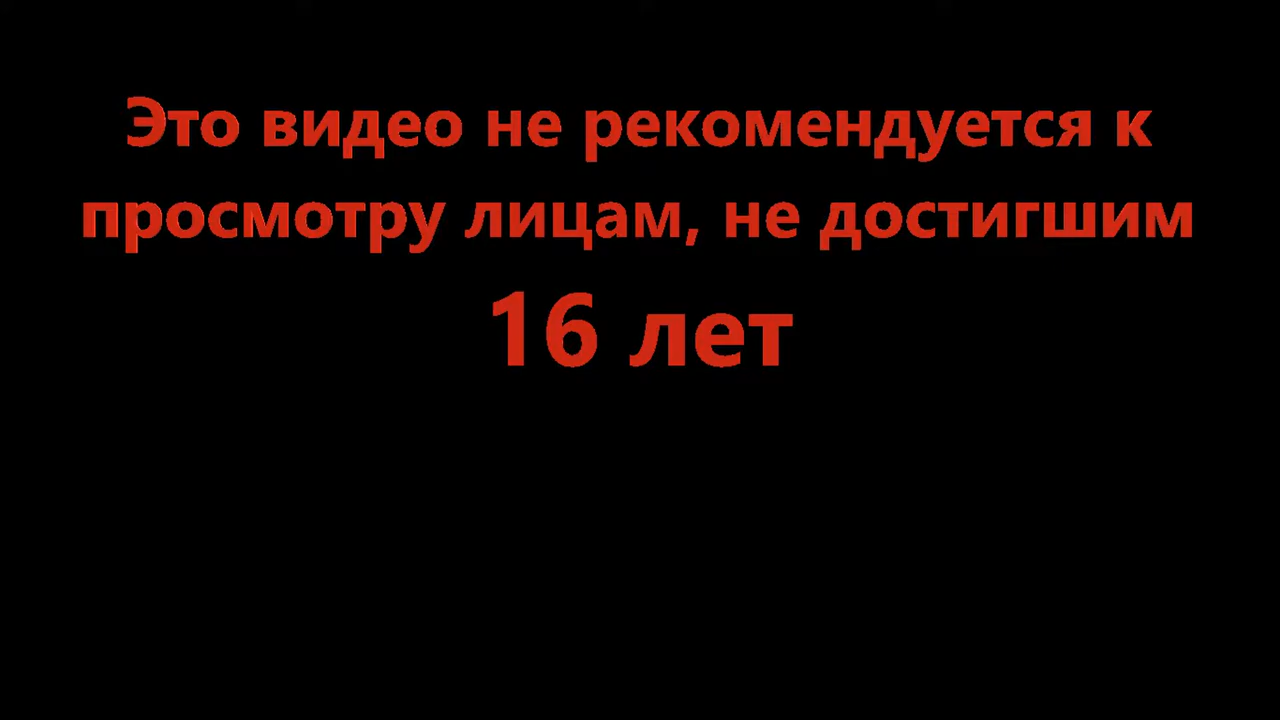 Это видео не рекомендуется к
просмотру лицам, не достигшим
16 лет